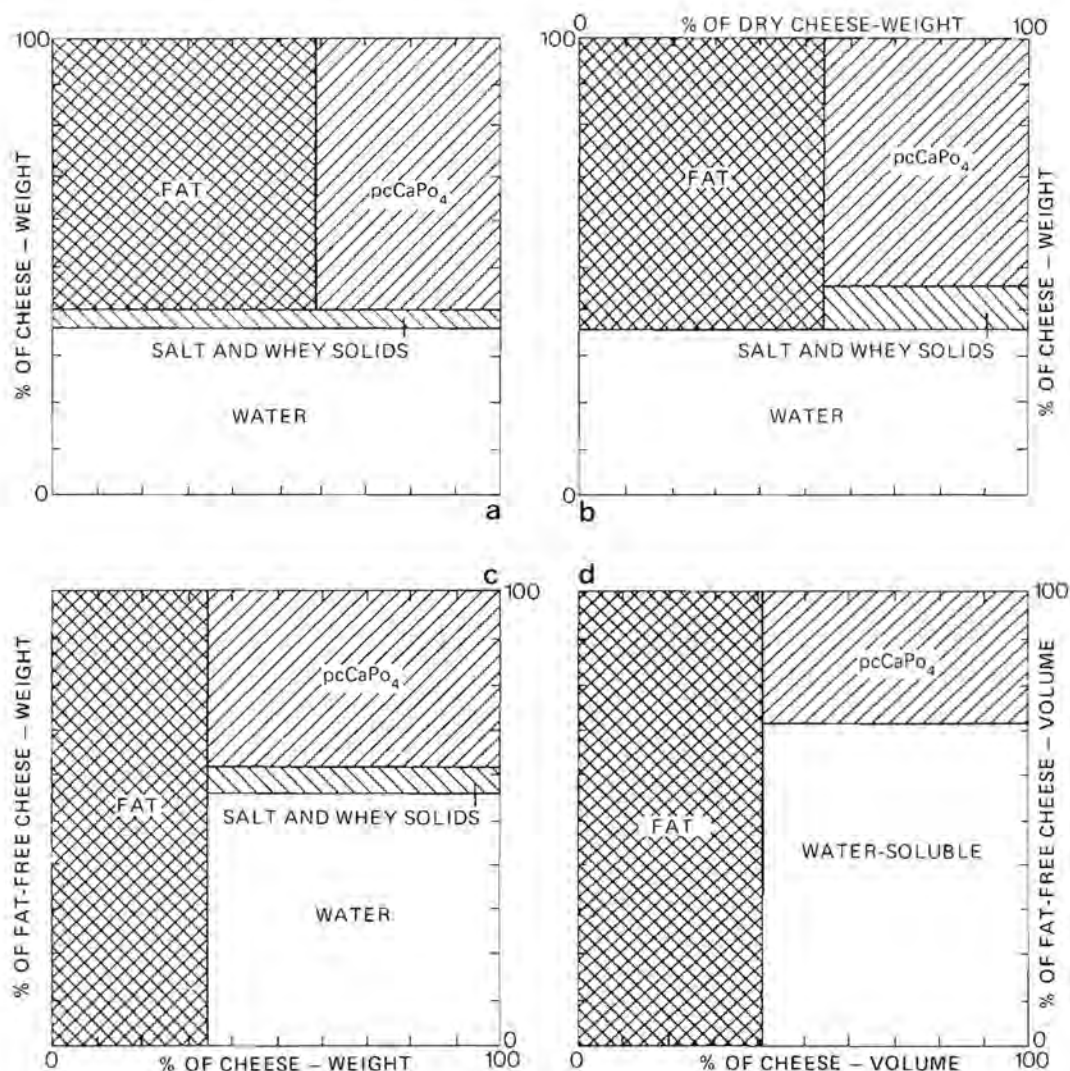 0
% OF DRY CHEESE-WEIGHT
100
100
% OF CHEESE – WEIGHT
FAT
pcCaPo4
SALT AND WHEY SOLIDS
WATER
0
a
100
FAT
pcCaPo4
% OF CHEESE – WEIGHT
SALT AND WHEY SOLIDS
WATER
0
b
c
100
% OF FAT-FREE CHEESE – WEIGHT
pcCaPo4
FAT
SALT AND WHEY SOLIDS
WATER
0
0
% OF CHEESE – WEIGHT
100
d
100
pcCaPo4
FAT
WATER-SOLUBLE
% OF FAT-FREE CHEESE – VOLUME
0
0
% OF CHEESE – VOLUME
100